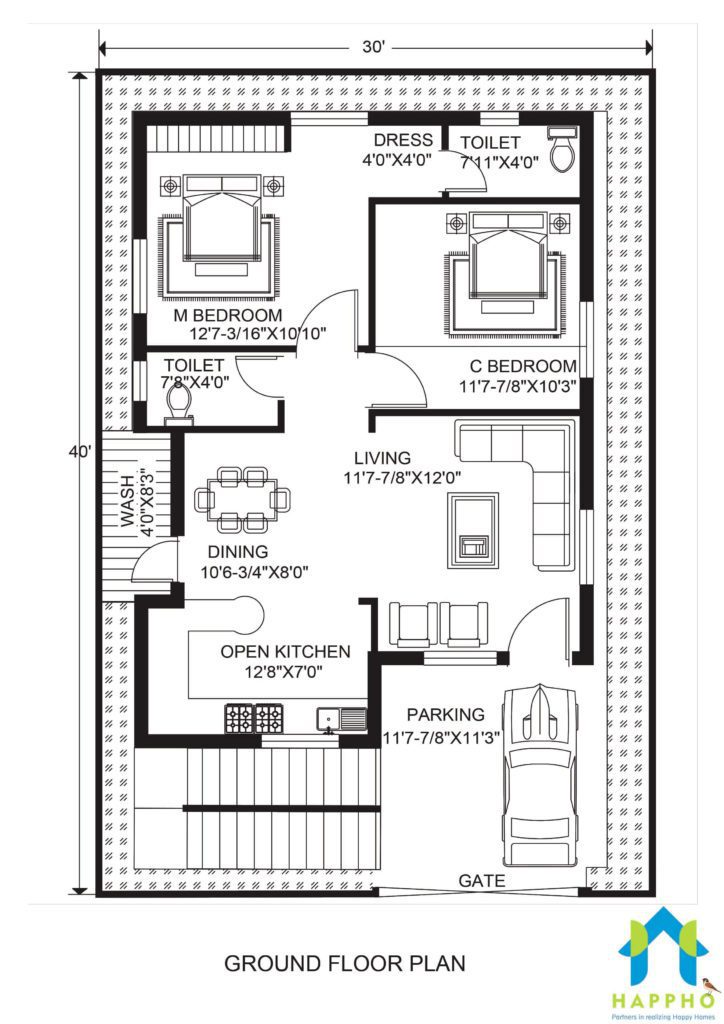 30'
DRESS
4'0"X4'0"
TOILET
7'11"X4'0"
M BEDROOM
12'7-3/16"X10'10"
TOILET
7'8"X4'0"
C BEDROOM
11'7-7/8"X10'3"
40'
LIVING
11'7-7/8"X12'0"
WASH
4'0"X8'3"
DINING
10'6-3/4"X8'0"
OPEN KITCHEN
12'8"X7'0"
PARKING
11'7-7/8"X11'3"
GATE
GROUND FLOOR PLAN
HAPPHO
Partners in realizing Happy Homes